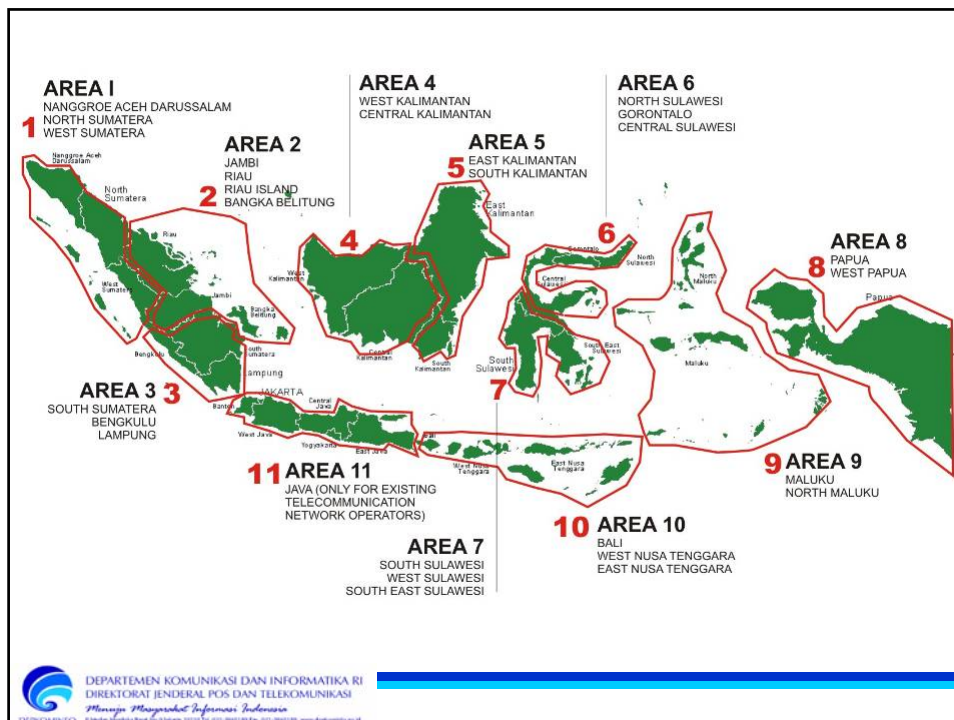 AREA I
NANGGROE ACEH DARUSSALAM
NORTH SUMATERA
WEST SUMATERA
1
AREA 2
JAMBI
RIAU
RIAU ISLAND
BANGKA BELITUNG
2
AREA 4
WEST KALIMANTAN
CENTRAL KALIMANTAN
4
AREA 5
EAST KALIMANTAN
SOUTH KALIMANTAN
5
AREA 6
NORTH SULAWESI
GORONTALO
CENTRAL SULAWESI
6
AREA 8
PAPUA
WEST PAPUA
8
Nanggroe Aceh
Darussalam
North
Sumatera
Riau
West
Sumatera
Jambi
Bangka
Belitung
Bengkulu
Sumatera
ampung
West
Kalimantan
Central
Kalimantan
South
Kalimantan
East
Kalimantan
Gorontalo
North
Sulawesi
Central
Sulawesi
South
Sulawesi
South East
Sulawesi
North
Maluku
Maluku
Papua
AREA 3
SOUTH SUMATERA
BENGKULU
LAMPUNG
3
JAKARTA
Banten
West Java
Central
Java
Yogyakarta
East Java
Bali
West Nusa
Tenggara
East Nusa
Tenggara
11
AREA 11
JAVA (ONLY FOR EXISTING
TELECOMMUNICATION
NETWORK OPERATORS)
7
AREA 7
SOUTH SULAWESI
WEST SULAWESI
SOUTH EAST SULAWESI
10
AREA 10
BALI
WEST NUSA TENGGARA
EAST NUSA TENGGARA
9
AREA 9
MALUKU
NORTH MALUKU
DEPARTEMEN KOMUNIKASI DAN INFORMATIKA RI
DIREKTORAT JENDERAL POS DAN TELEKOMUNIKASI
Menuju Masyarakat Informasi Indonesia